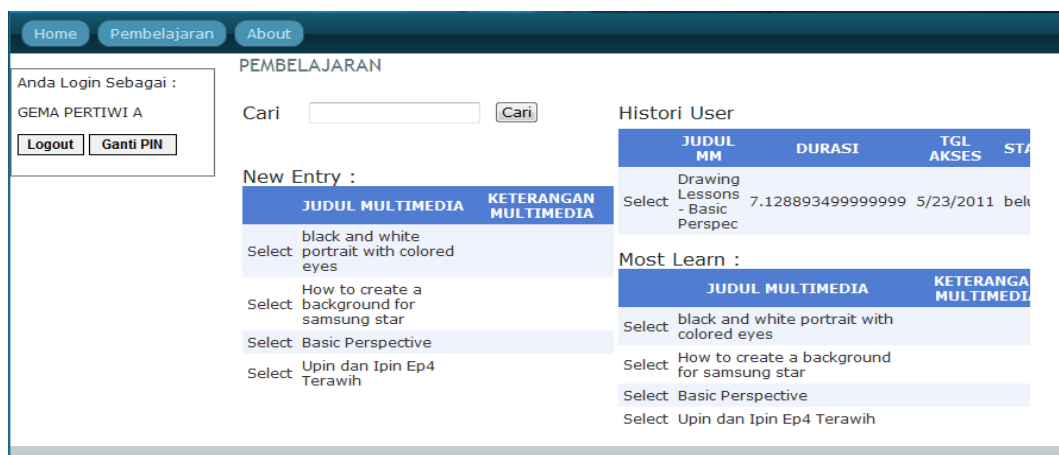 Home Pembelajaran About
Anda Login Sebagai :
GEMA PERTIWI A
Logout Ganti PIN
PEMBELAJARAN
Cari Cari
New Entry :
JUDUL MULTIMEDIA KETERANGAN
MULTIMEDIA
black and white
Select portrait with colored
eyes
How to create a
Select background for
samsung star
Select Basic Perspective
Select Upin dan Ipin Ep4
Terawih
Histori User
JUDUL
MM DURASI TGL
AKSES STA
Drawing
Select Lessons 7.128893499999999 5/23/2011 belu
- Basic
Perspec
Most Learn :
JUDUL MULTIMEDIA KETERANGA
MULTIMEDI
Select black and white portrait with
colored eyes
Select How to create a background
for samsung star
Select Basic Perspective
Select Upin dan Ipin Ep4 Terawih